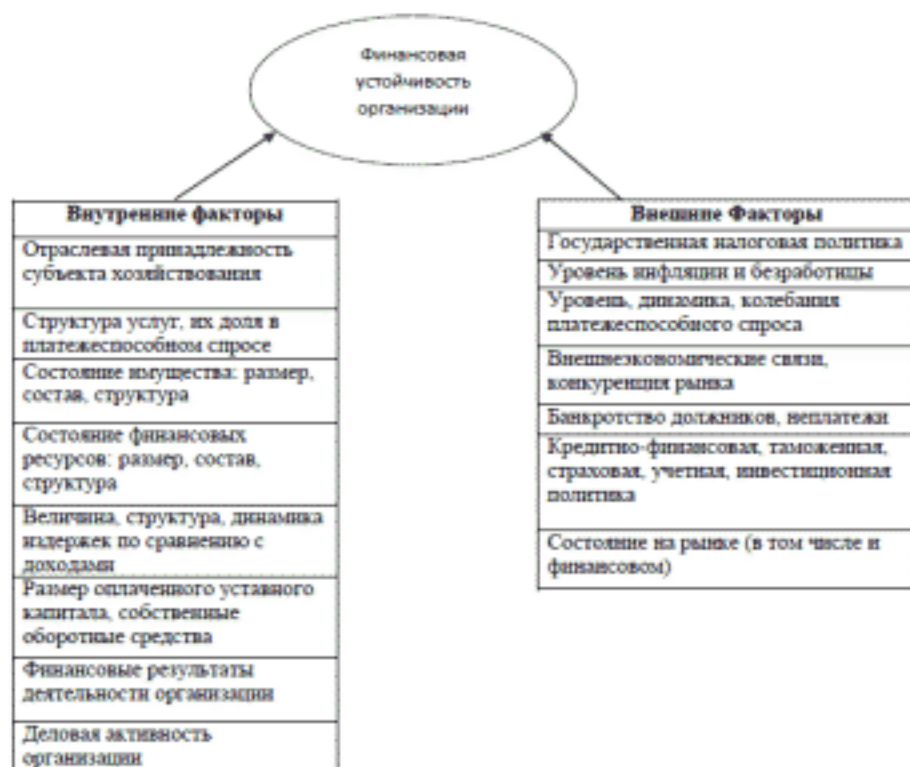 Финансовая
устойчивость
организации
Внутренние факторы
Отраслевая принадлежность
субъекта хозяйствования
Структура услуг, их доля в
платежеспособном спросе
Состояние имущества: размер,
состав, структура
Состояние финансовых
ресурсов: размер, состав,
структура
Величина, структура, динамика
издержек по сравнению с
доходами
Размер оплаченного уставного
капитала, собственные
оборотные средства
Финансовые результаты
деятельности организации
Деловая активность
организации
Внешние Факторы
Государственная налоговая политика
Уровень инфляции и безработицы
Уровень, динамика, колебания
платежеспособного спроса
Внешнеэкономические связи,
конкуренция рынка
Банкротство должников, неплатежи
Кредитно-финансовая, таможенная,
страховая, учетная, инвестиционная
политика
Состояние на рынке (в том числе и
финансовом)